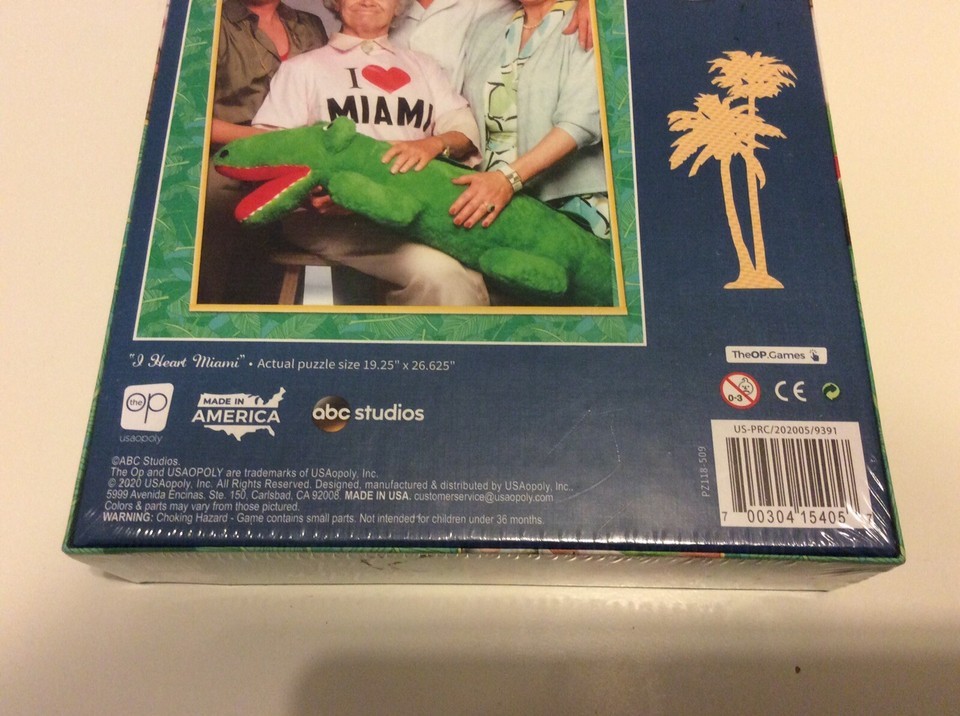 I ❤ MIAMI
"I Heart Miami" • Actual puzzle size 19.25" x 26.625"
TheOP.Games
the op
usaopoly
MADE IN
AMERICA
abc studios
0-3
CE
US-PRC/202005/9391
PZ118-509
7 00304 15405 7
©ABC Studios.
The Op and USAOPOLY are trademarks of USAopoly, Inc.
© 2020 USAopoly, Inc. All Rights Reserved. Designed, manufactured & distributed by USAopoly, Inc.,
5999 Avenida Encinas, Ste. 150, Carlsbad, CA 92008. MADE IN USA. customerservice@usaopoly.com
Colors & parts may vary from those pictured.
WARNING: Choking Hazard - Game contains small parts. Not intended for children under 36 months.